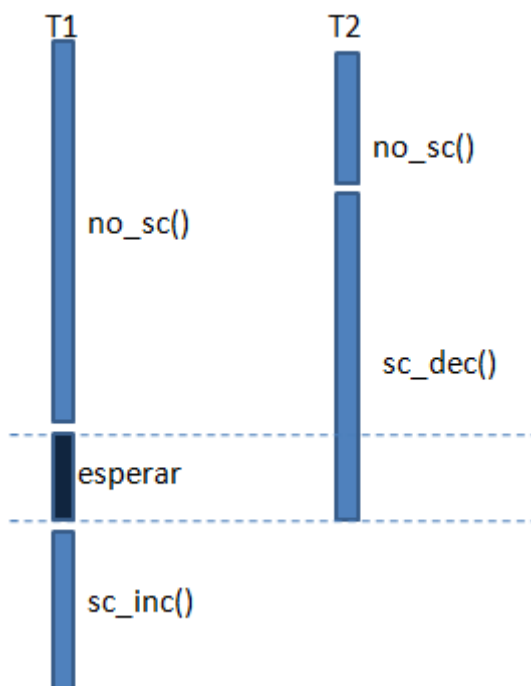 T1
T2
no_sc()
no_sc()
sc_dec()
esperar
sc_inc()